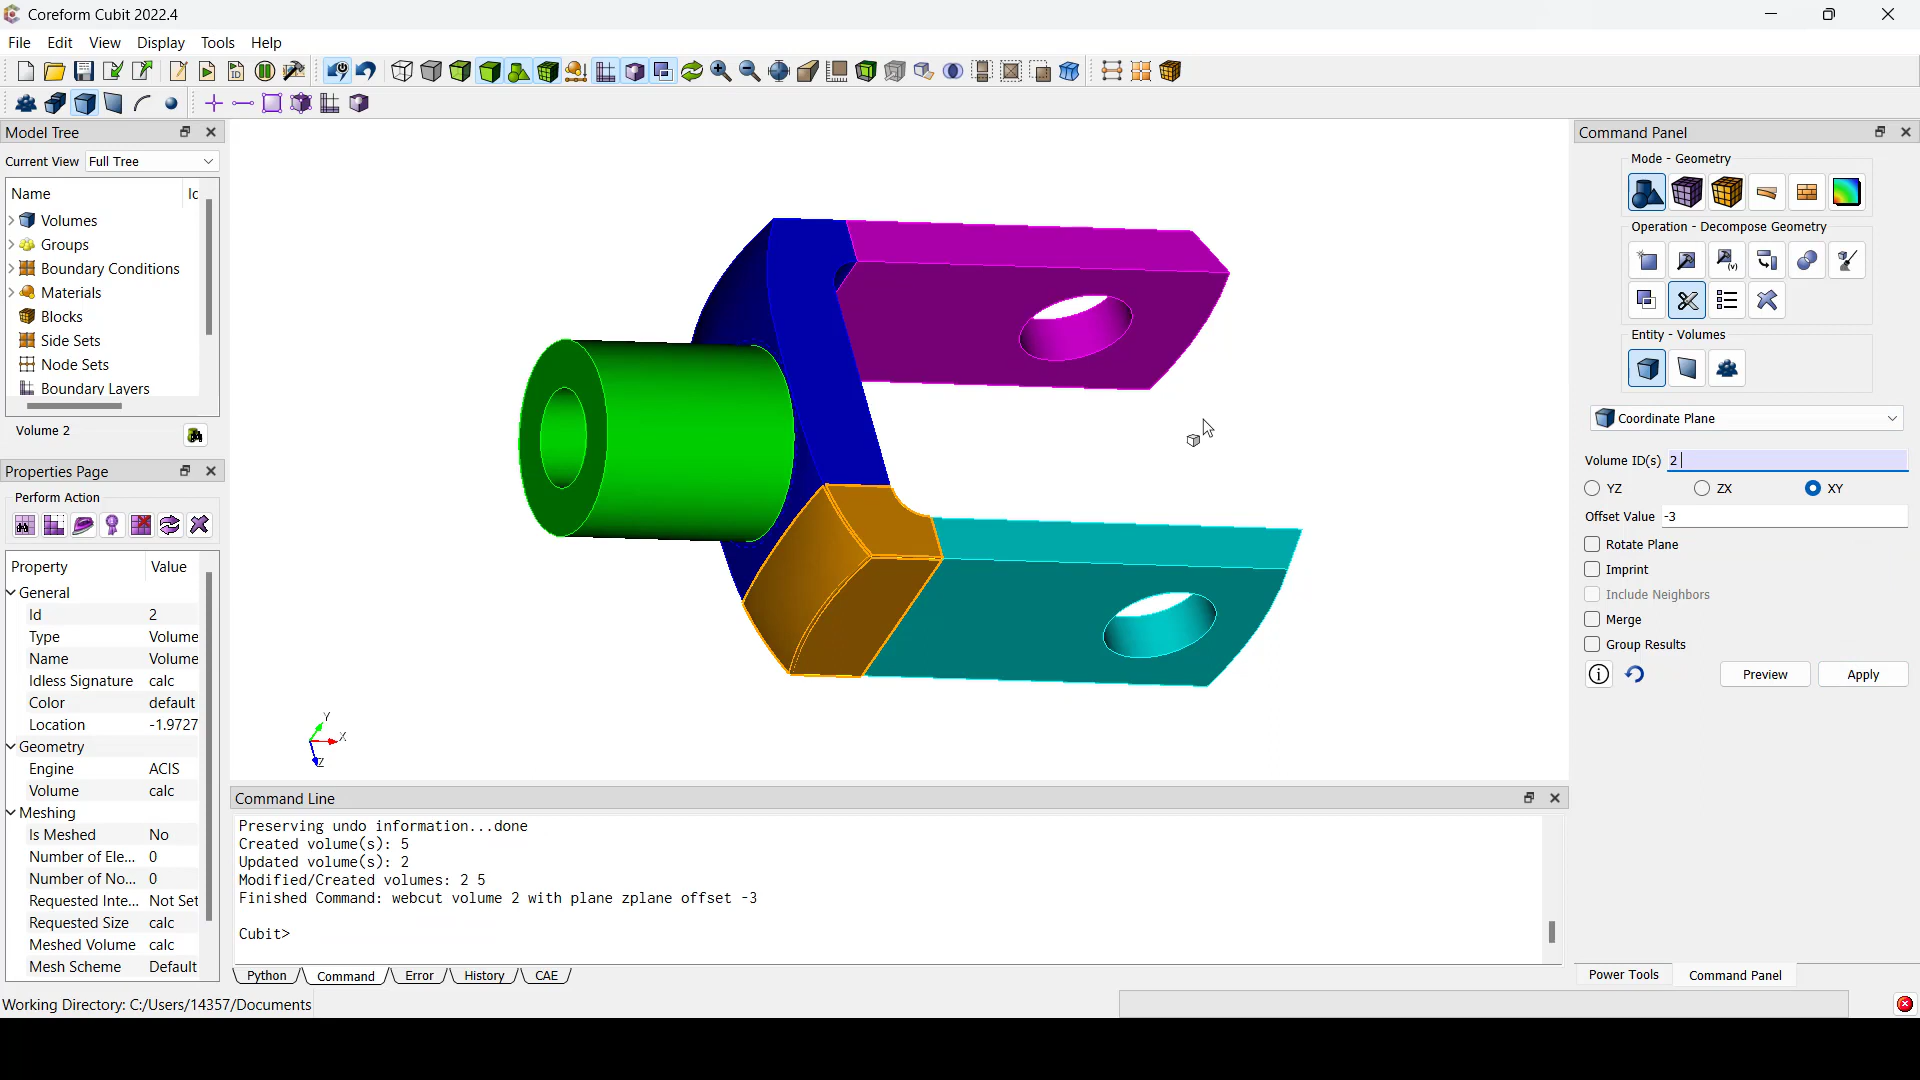 Coreform Cubit 2022.4
File Edit View Display Tools Help
Model Tree
Current View Full Tree
Name Ic
Volumes
Groups
Boundary Conditions
Materials
Blocks
Side Sets
Node Sets
Boundary Layers
Volume 2
Properties Page
Perform Action
Property Value
General
Id 2
Type Volume
Name Volume
Idless Signature calc
Color default
Location -1.9727
Geometry
Engine ACIS
Volume calc
Meshing
Is Meshed No
Number of Ele... 0
Number of No... 0
Requested Inte... Not Set
Requested Size calc
Meshed Volume calc
Mesh Scheme Default
Y
X
Z
Command Line
Preserving undo information...done
Created volume(s): 5
Updated volume(s): 2
Modified/Created volumes: 2 5
Finished Command: webcut volume 2 with plane zplane offset -3
Cubit>
Python Command Error History CAE
Command Panel
Mode - Geometry
Operation - Decompose Geometry
Entity - Volumes
Coordinate Plane
Volume ID(s) 2
YZ ZX XY
Offset Value -3
Rotate Plane
Imprint
Include Neighbors
Merge
Group Results
Preview Apply
Power Tools Command Panel
Working Directory: C:/Users/14357/Documents